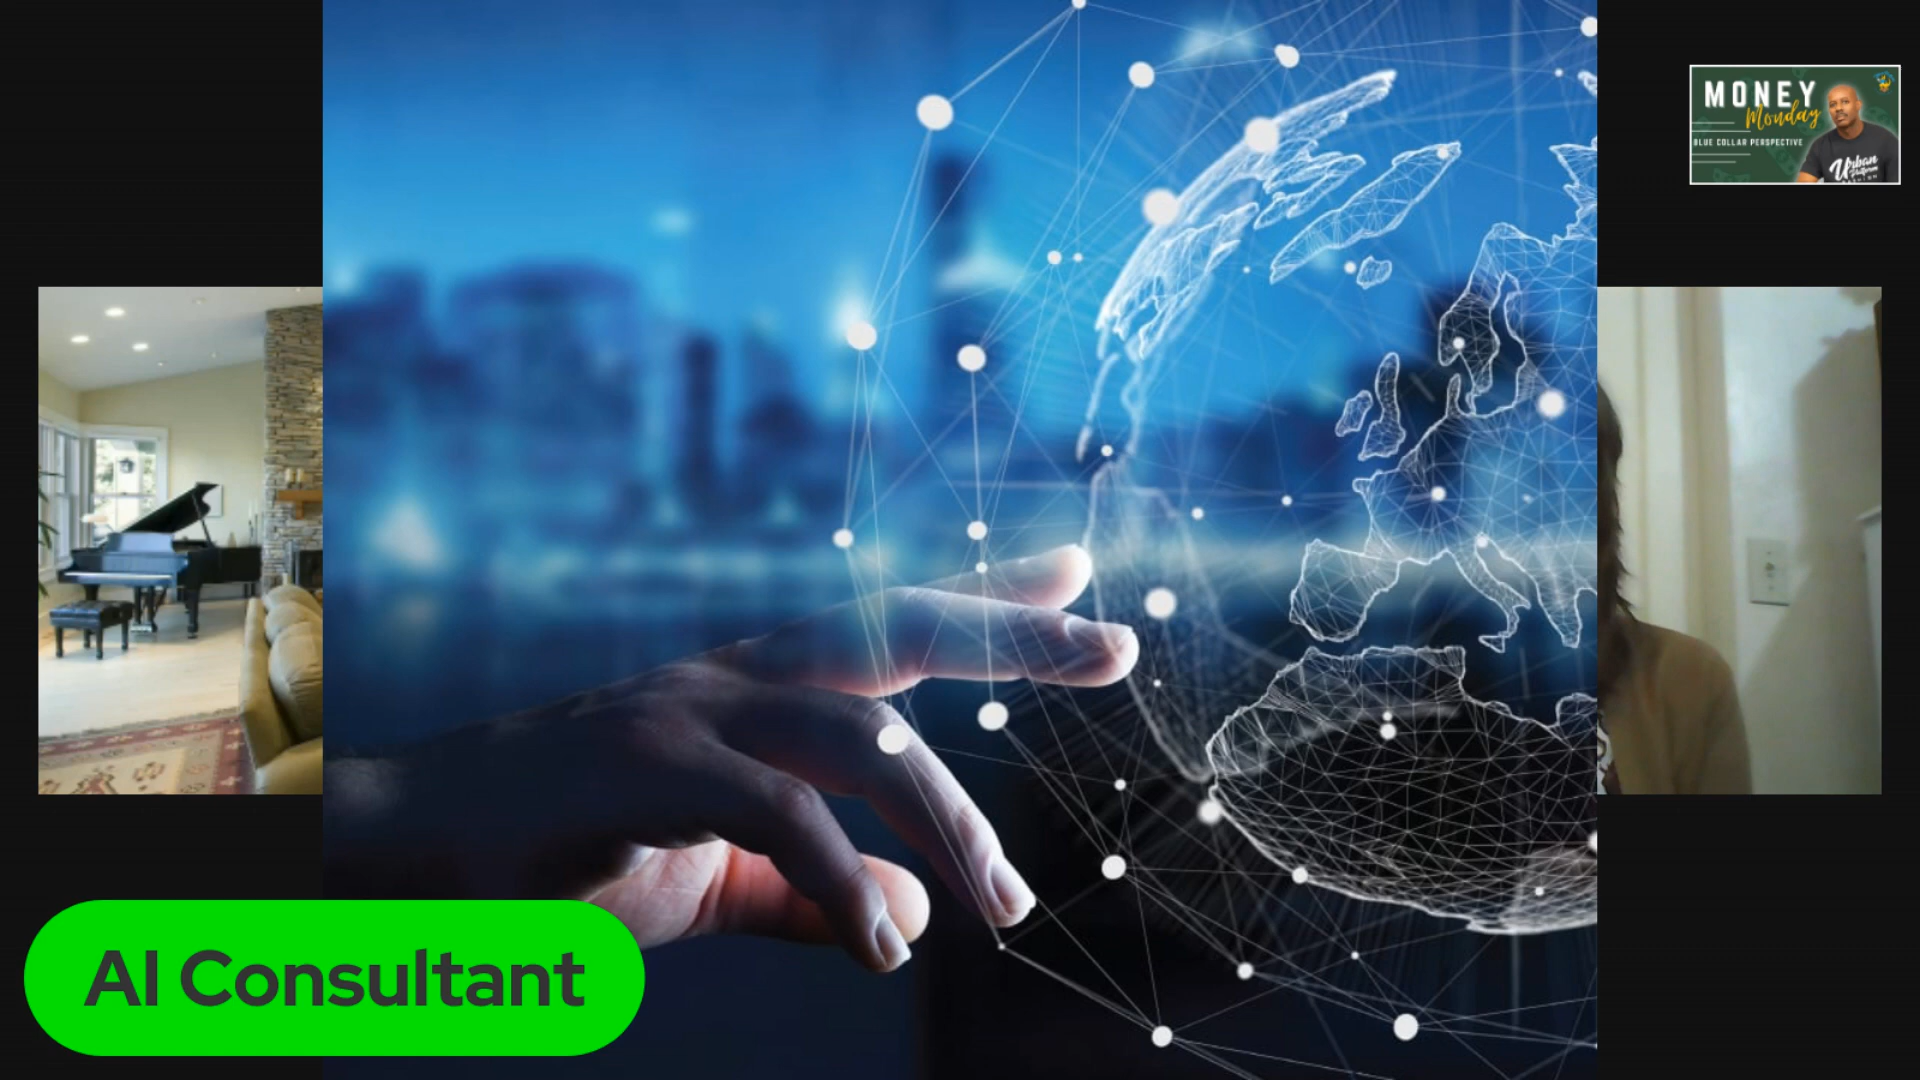 MONEY
Monday
BLUE COLLAR PERSPECTIVE
Urban
AI Consultant